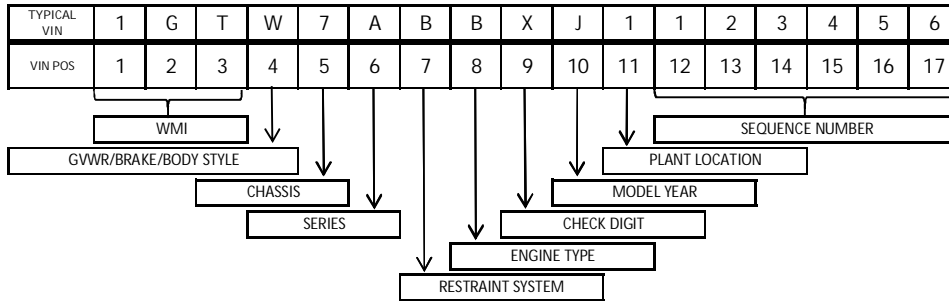 TYPICAL VIN 1 G T W 7 A B B X J 1 1 2 3 4 5 6
VIN POS 1 2 3 4 5 6 7 8 9 10 11 12 13 14 15 16 17
WMI SEQUENCE NUMBER
GVWR/BRAKE/BODY STYLE PLANT LOCATION
CHASSIS MODEL YEAR
SERIES CHECK DIGIT
ENGINE TYPE
RESTRAINT SYSTEM